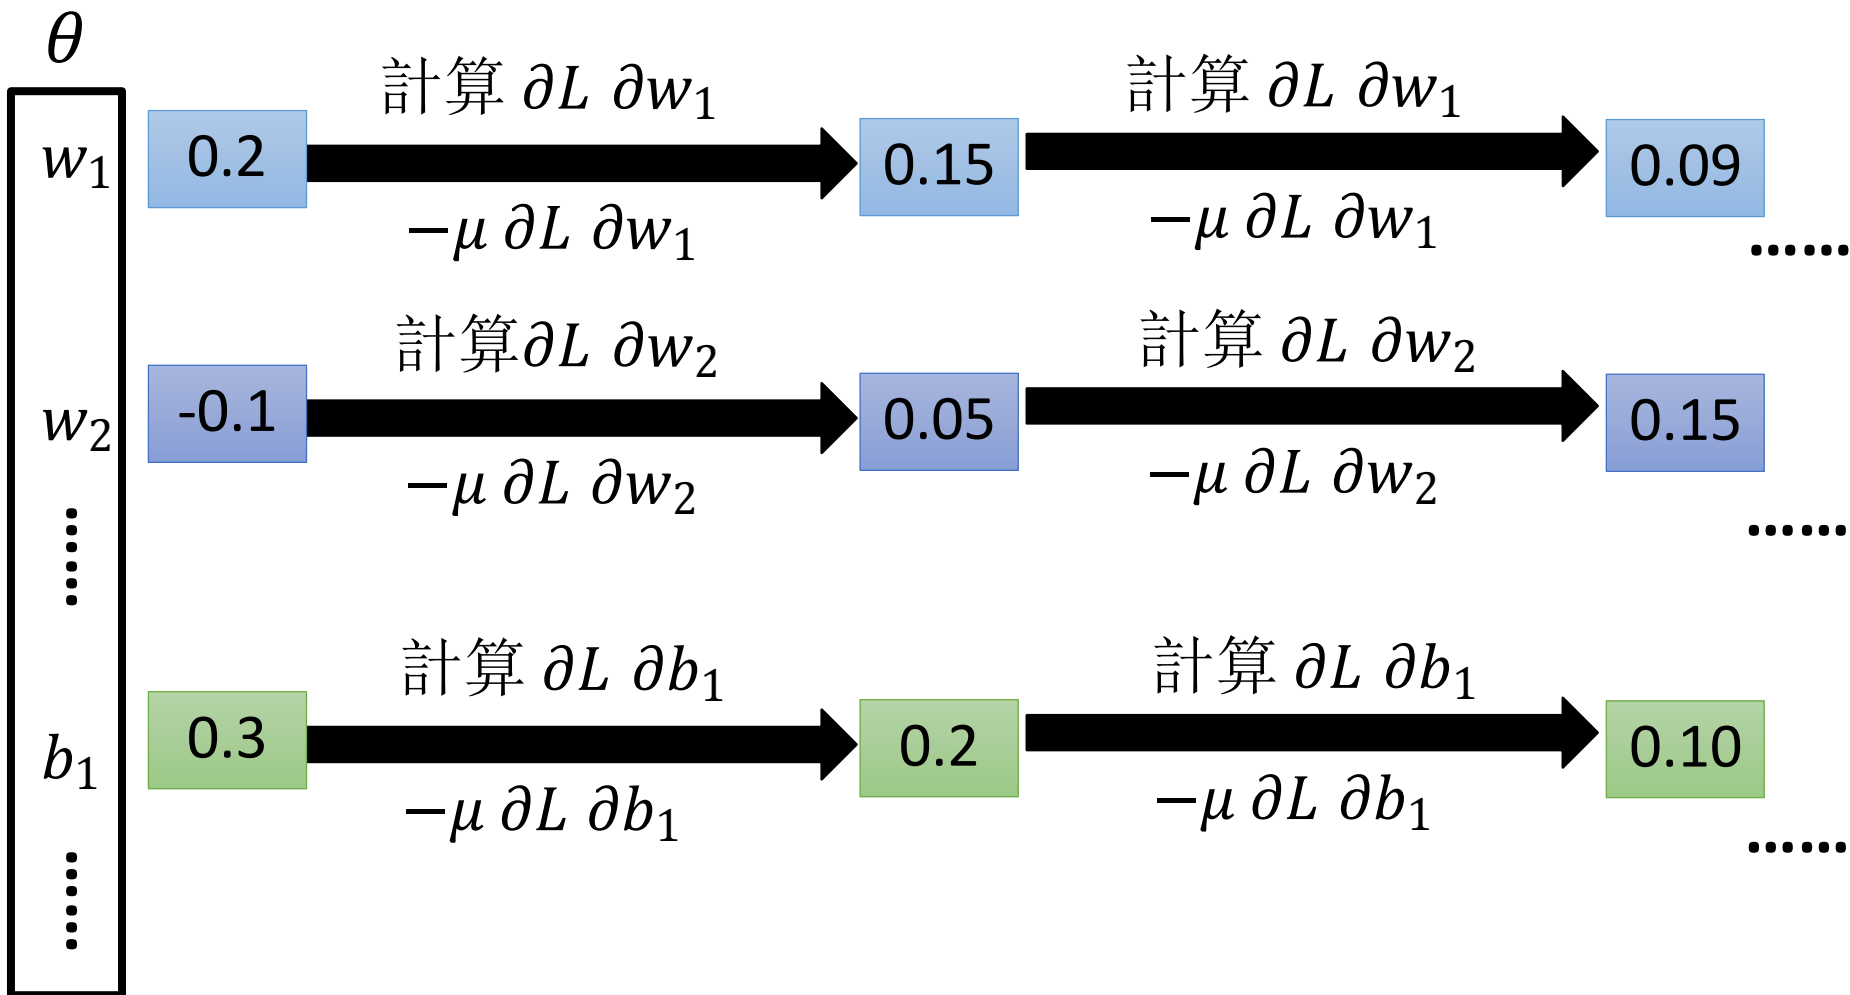 θ
計算 ∂L ∂w₁
計算 ∂L ∂w₁
w₁
0.2
0.15
0.09
−μ ∂L ∂w₁
−μ ∂L ∂w₁
……
計算∂L ∂w₂
計算 ∂L ∂w₂
w₂
-0.1
0.05
0.15
−μ ∂L ∂w₂
−μ ∂L ∂w₂
……
……
計算 ∂L ∂b₁
計算 ∂L ∂b₁
b₁
0.3
0.2
0.10
−μ ∂L ∂b₁
−μ ∂L ∂b₁
……
……